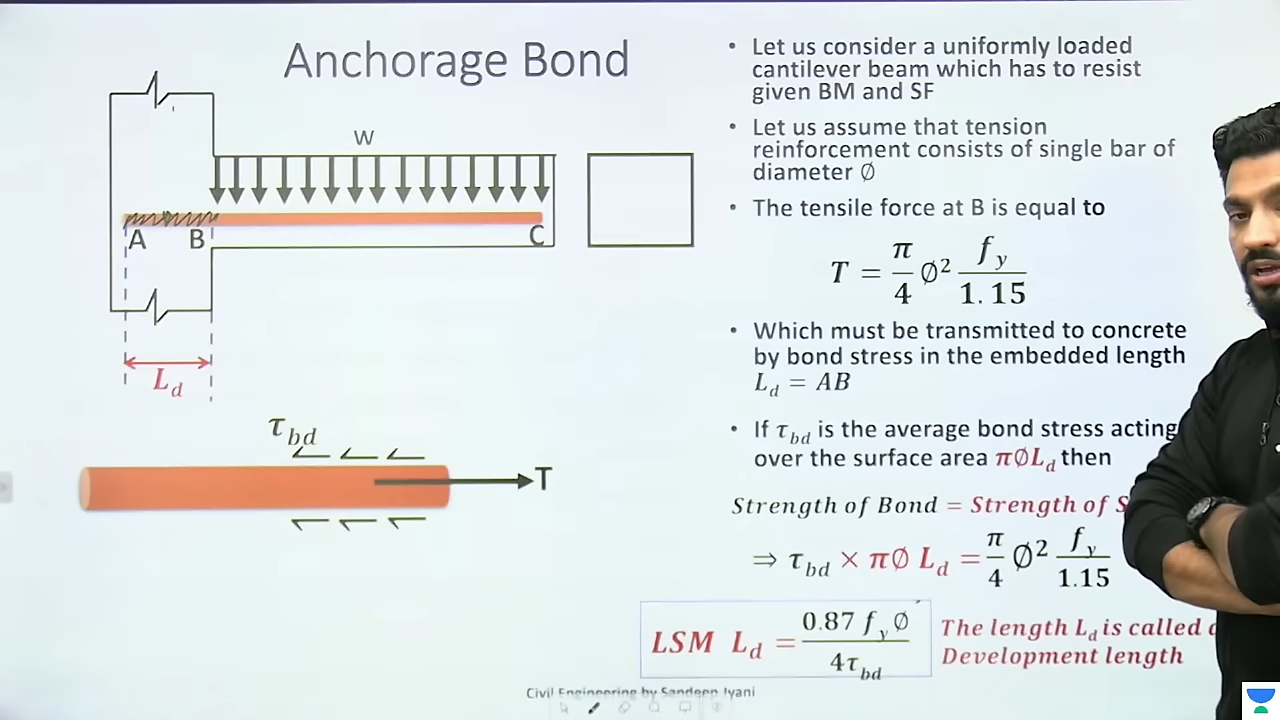 Anchorage Bond
W
A
B
C
L_d
τ_bd
T
• Let us consider a uniformly loaded
cantilever beam which has to resist
given BM and SF
• Let us assume that tension
reinforcement consists of single bar of
diameter Ø
• The tensile force at B is equal to
T = π/4 Ø² f_y/1.15
• Which must be transmitted to concrete
by bond stress in the embedded length
L_d = AB
• If τ_bd is the average bond stress acting
over the surface area πØL_d then
Strength of Bond = Strength of S
⇒ τ_bd × πØ L_d = π/4 Ø² f_y/1.15
LSM L_d = 0.87 f_y Ø/4τ_bd
The length L_d is called
Development length
Civil Engineering by Sandeep Jyani